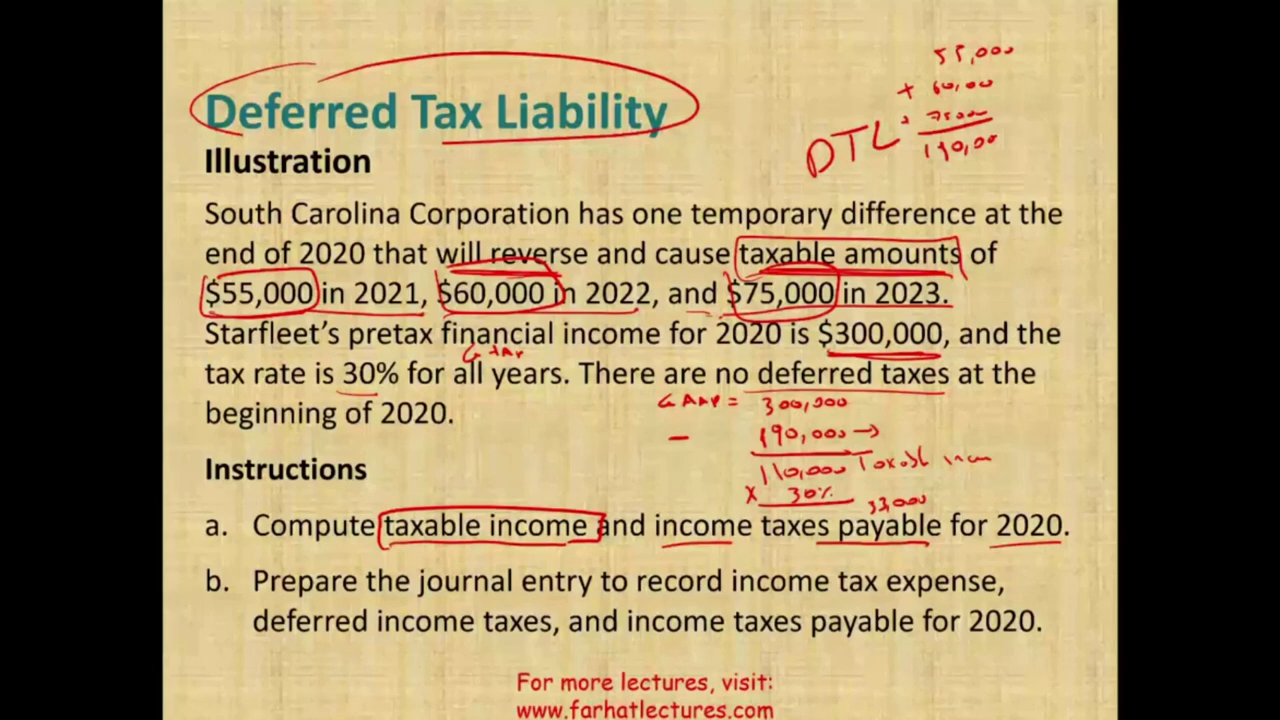 55,000
+ 60,000
Deferred Tax Liability
DTL
+ 75000
190,000
Illustration
South Carolina Corporation has one temporary difference at the
end of 2020 that will reverse and cause taxable amounts of
$55,000 in 2021, $60,000 in 2022, and $75,000 in 2023.
Starfleet's pretax financial income for 2020 is $300,000, and the
GAAP
tax rate is 30% for all years. There are no deferred taxes at the
GAAP = 300,000
beginning of 2020.
- 190,000 →
110,000
Instructions
x 30% 33,000
a. Compute taxable income and income taxes payable for 2020.
b. Prepare the journal entry to record income tax expense,
deferred income taxes, and income taxes payable for 2020.
For more lectures, visit:
www.farhatlectures.com